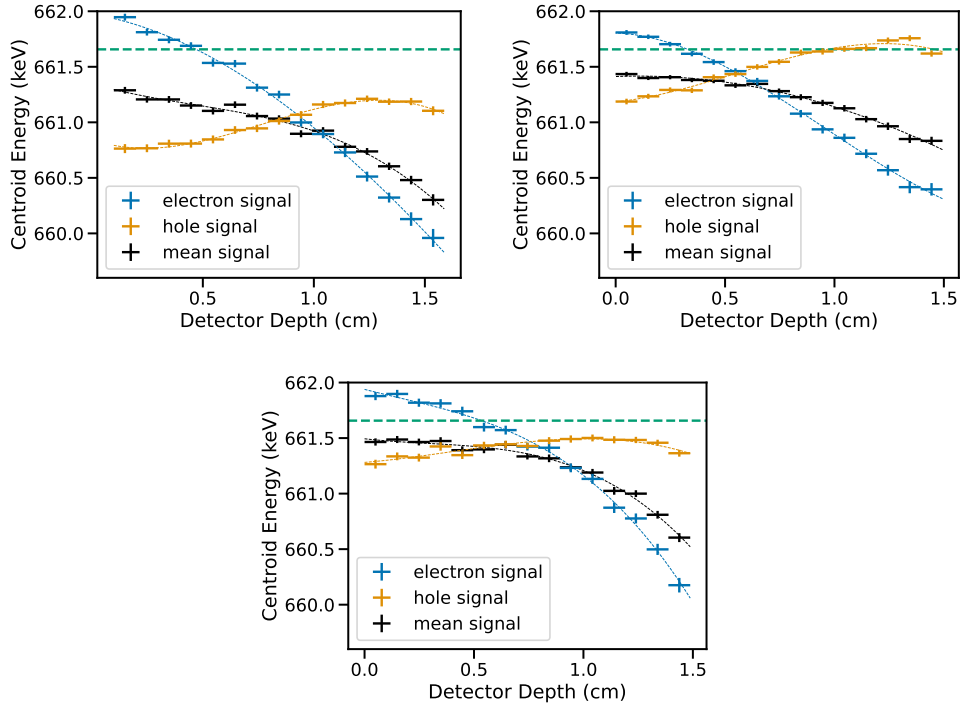 Centroid Energy (keV)
662.0
661.5
661.0
660.5
660.0
electron signal
hole signal
mean signal
0.5
1.0
1.5
Detector Depth (cm)
Centroid Energy (keV)
662.0
661.5
661.0
660.5
660.0
electron signal
hole signal
mean signal
0.0
0.5
1.0
1.5
Detector Depth (cm)
Centroid Energy (keV)
662.0
661.5
661.0
660.5
660.0
electron signal
hole signal
mean signal
0.0
0.5
1.0
1.5
Detector Depth (cm)